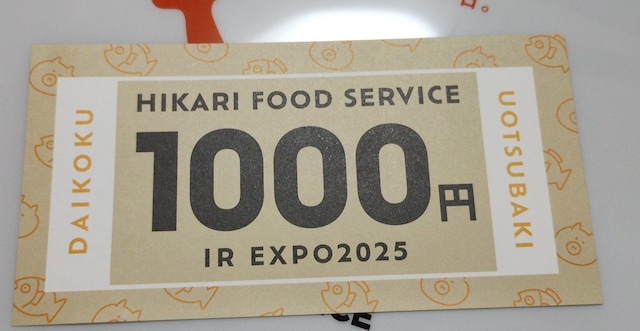 HIKARI FOOD SERVICE
1000円
IR EXPO2025
DAIKOKU
UOTSUBAKI